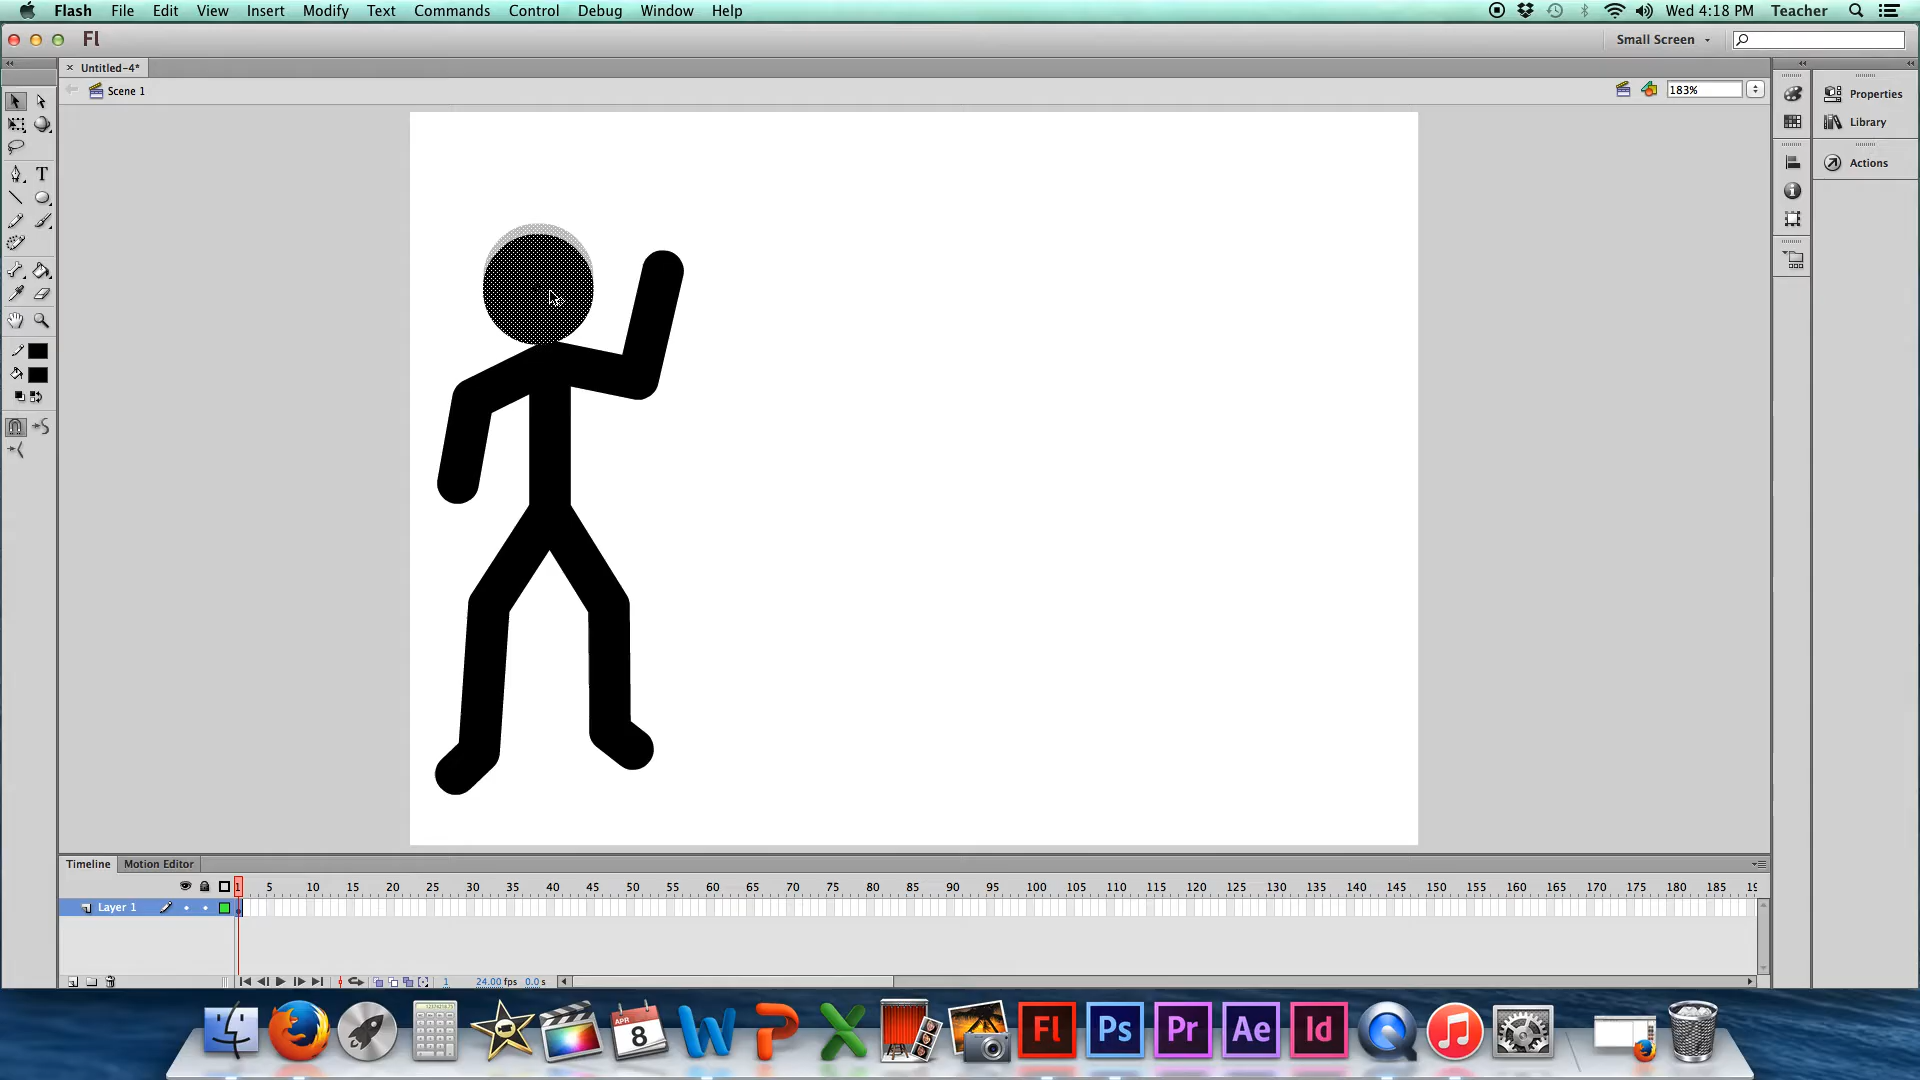 Flash File Edit View Insert Modify Text Commands Control Debug Window Help Wed 4:18 PM Teacher
Fl Small Screen
Untitled-4*
Scene 1 183%
Properties
Library
Actions
T
Timeline Motion Editor
1 5 10 15 20 25 30 35 40 45 50 55 60 65 70 75 80 85 90 95 100 105 110 115 120 125 130 135 140 145 150 155 160 165 170 175 180 185 19
Layer 1
1 24.00 fps 0.0 s
APR
8
W P X Fl Ps Pr Ae Id